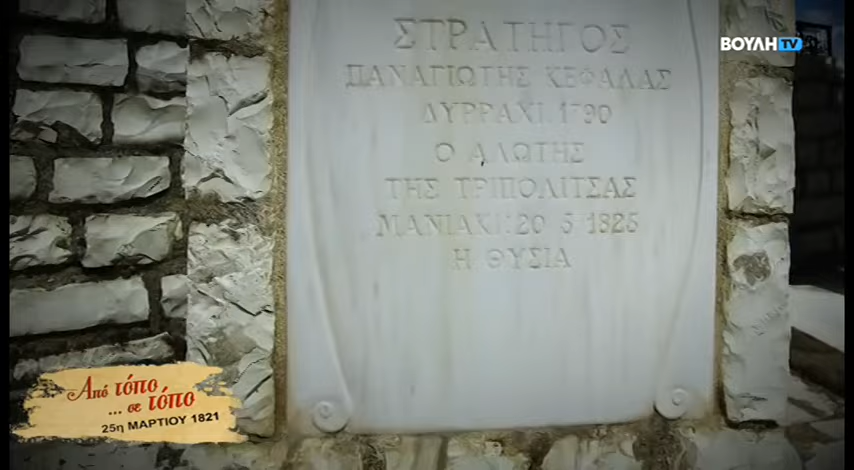 ΣΤΡΑΤΗΓΟΣ
ΠΑΝΑΓΙΩΤΗΣ ΚΕΦΑΛΑΣ
ΔΥΡΡΑΧΙ 1790
Ο ΑΛΩΤΗΣ
ΤΗΣ ΤΡΙΠΟΛΙΤΣΑΣ
ΜΑΝΙΑΚΙ: 20-5-1825
Η ΘΥΣΙΑ
ΒΟΥΛΗ TV
Από τόπο
... σε τόπο
25η ΜΑΡΤΙΟΥ 1821